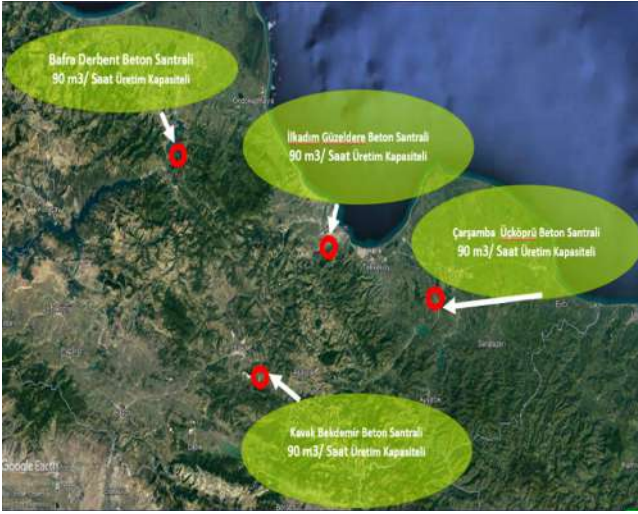 Bafra Derbent Beton Santrali
90 m3/ Saat Üretim Kapasiteli
İlkadım Güzeldere Beton Santrali
90 m3/ Saat Üretim Kapasiteli
Çarşamba Üçköprü Beton Santrali
90 m3/ Saat Üretim Kapasiteli
Tekkeköy
Kavak Bekdemir Beton Santrali
90 m3/ Saat Üretim Kapasiteli
Google Earth